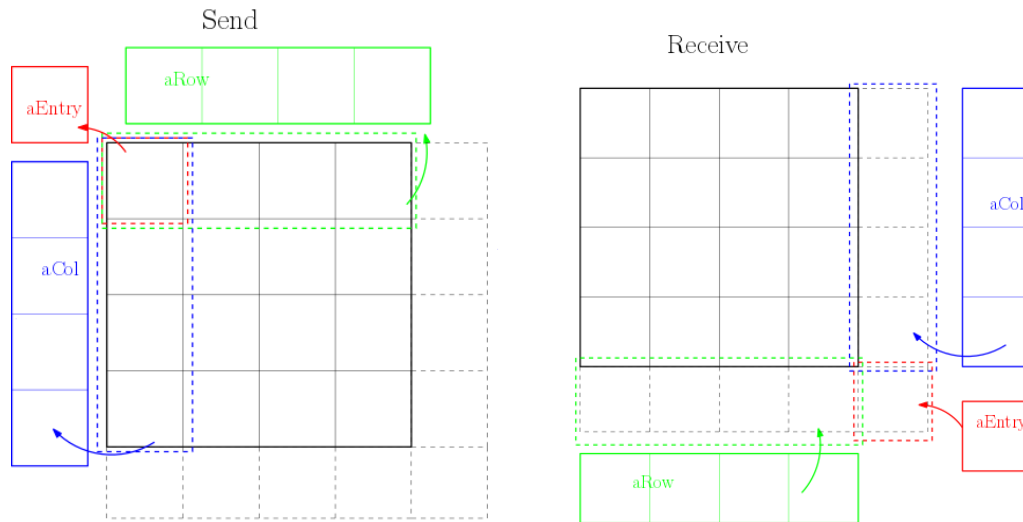 Send
aRow
aEntry
aCol
Receive
aCol
aEntry
aRow